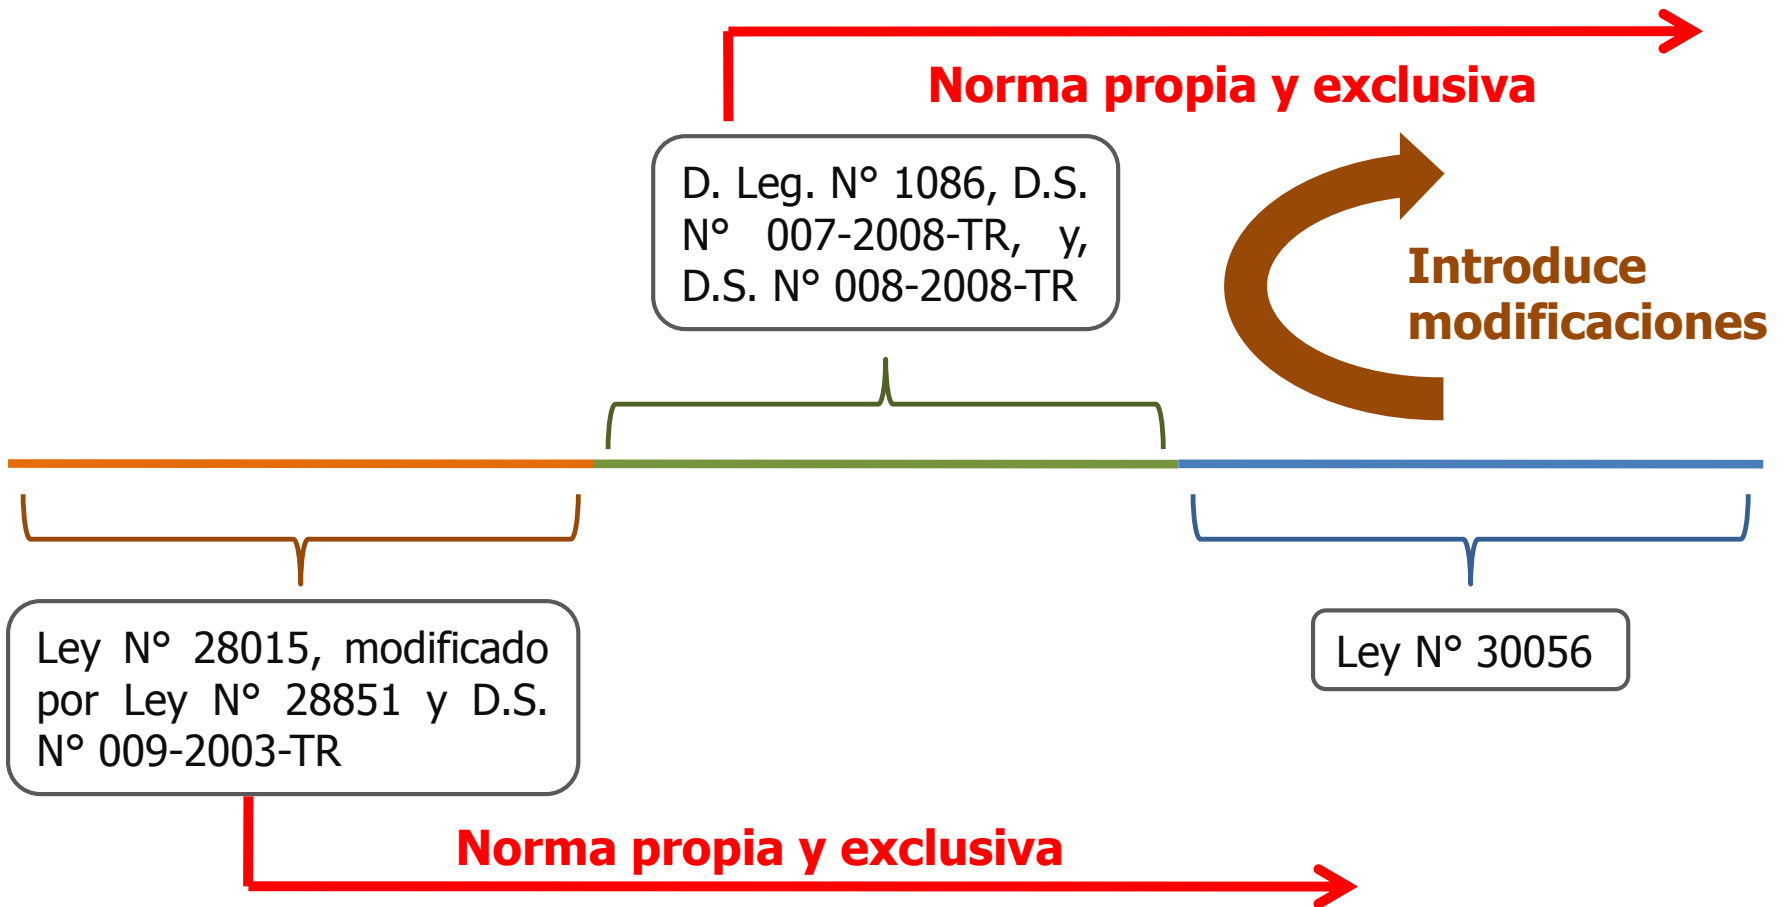 Norma propia y exclusiva
D. Leg. N° 1086, D.S.
N° 007-2008-TR, y,
D.S. N° 008-2008-TR
Introduce
modificaciones
Ley N° 28015, modificado
por Ley N° 28851 y D.S.
N° 009-2003-TR
Ley N° 30056
Norma propia y exclusiva